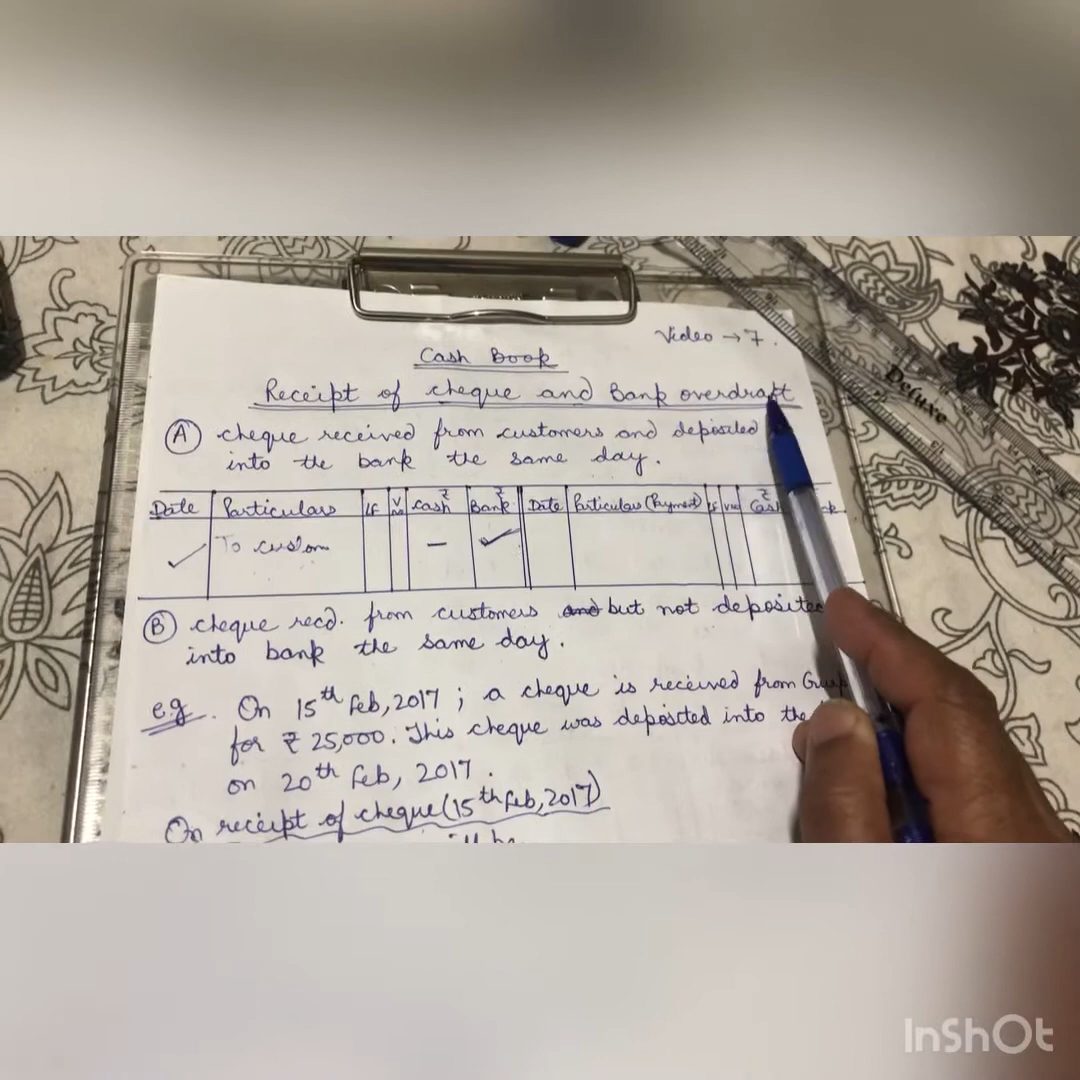 Video → 7.
Cash Book
Receipt of cheque and Bank overdraft
(A) cheque received from customers and deposited
into the bank the same day.
Date Particulars LF V No ₹ Cash ₹ Bank Date Particulars (Payment) LF VNo ₹ Cash
✓ To custom — ✓
(B) cheque recd. from customers and but not deposited
into bank the same day.
e.g. On 15th Feb, 2017 ; a cheque is received from
for ₹ 25,000. This cheque was deposited into the
on 20th Feb, 2017.
On receipt of cheque (15th Feb, 2017)
Deluxe
InShOt